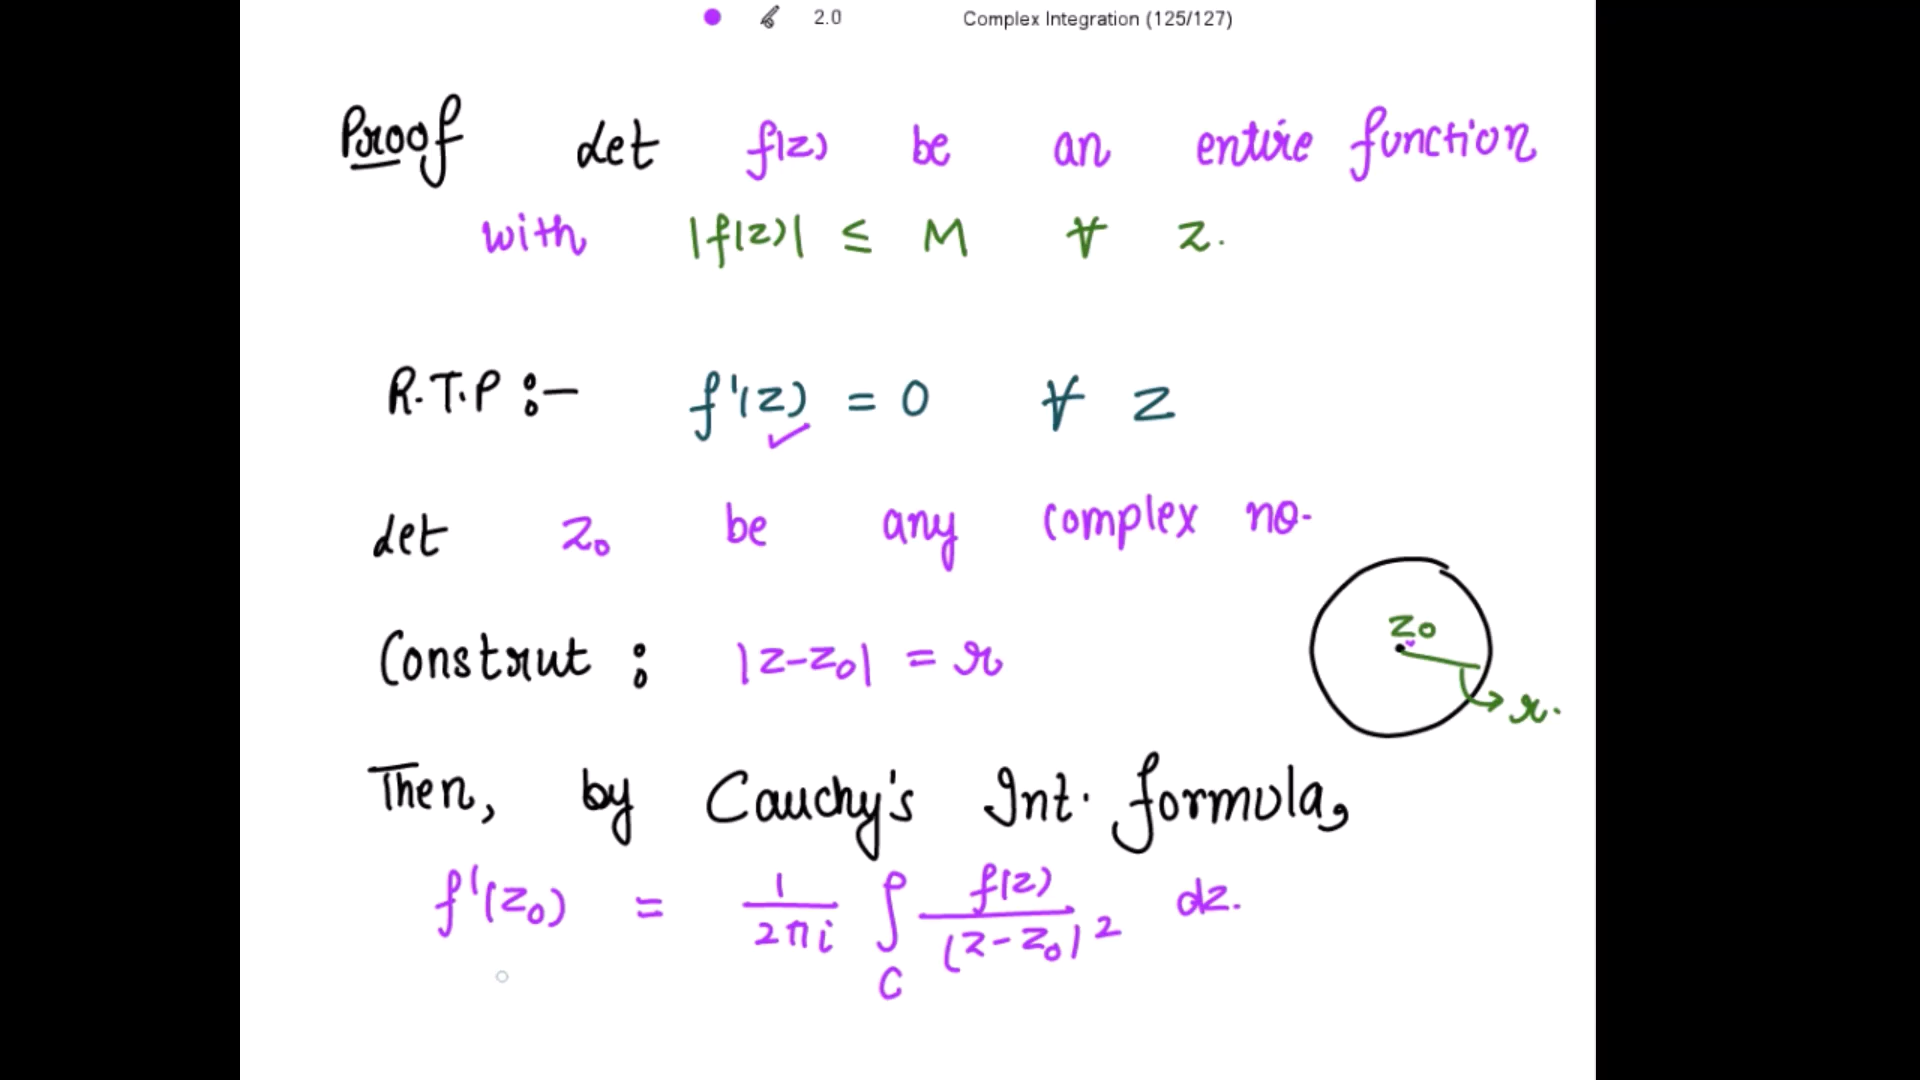 2.0 Complex Integration (125/127)
Proof Let f(z) be an entire function
with |f(z)| ≤ M ∀ z.
R.T.P :- f'(z) = 0 ∀ z
Let z₀ be any complex no.
Construt : |z-z₀| = r
z₀
r.
Then, by Cauchy's Int. formula,
f'(z₀) = 1/2πi ∫_C f(z)/(z-z₀)² dz.